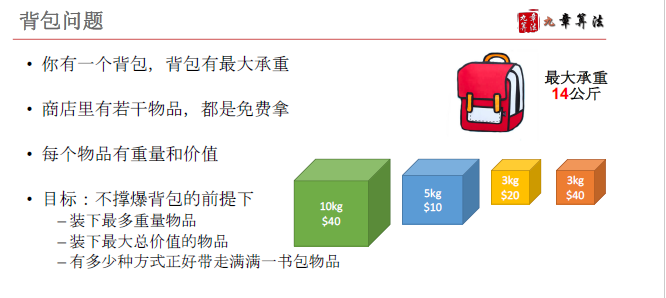 背包问题
九章算法
九章算法
• 你有一个背包，背包有最大承重
最大承重
14公斤
• 商店里有若干物品，都是免费拿
• 每个物品有重量和价值
10kg
$40
5kg
$10
3kg
$20
3kg
$40
• 目标：不撑爆背包的前提下
– 装下最多重量物品
– 装下最大总价值的物品
– 有多少种方式正好带走满满一书包物品